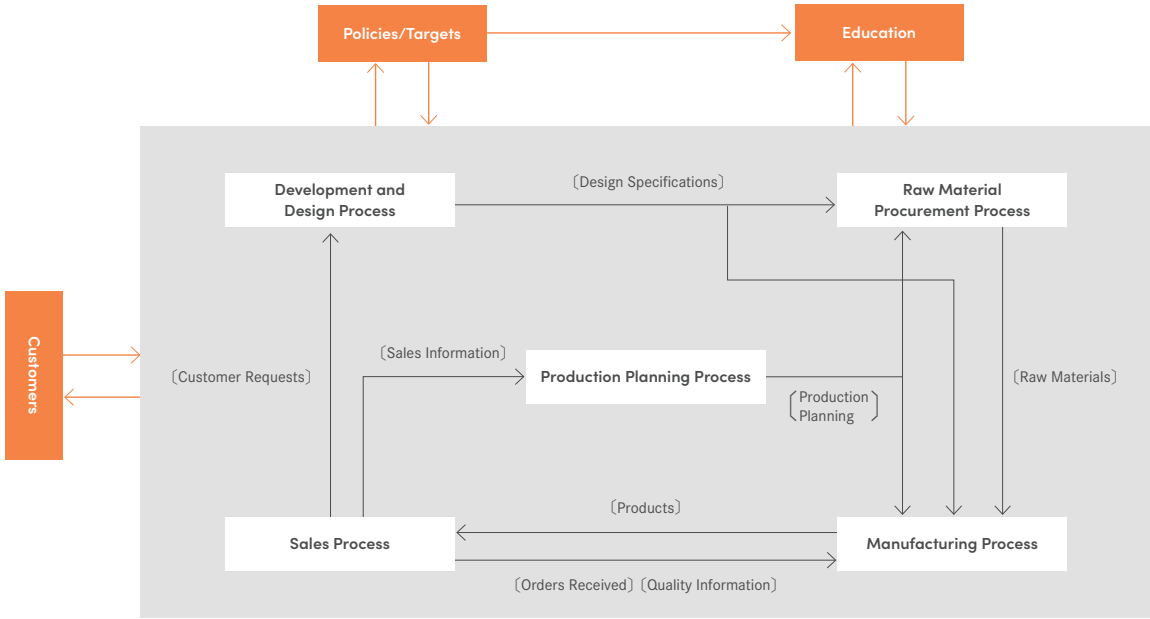 Policies/Targets
Education
Development and
Design Process
〔Design Specifications〕
Raw Material
Procurement Process
Customers
〔Customer Requests〕
〔Sales Information〕
Production Planning Process
〔Production
Planning〕
〔Raw Materials〕
〔Products〕
Sales Process
Manufacturing Process
〔Orders Received〕〔Quality Information〕